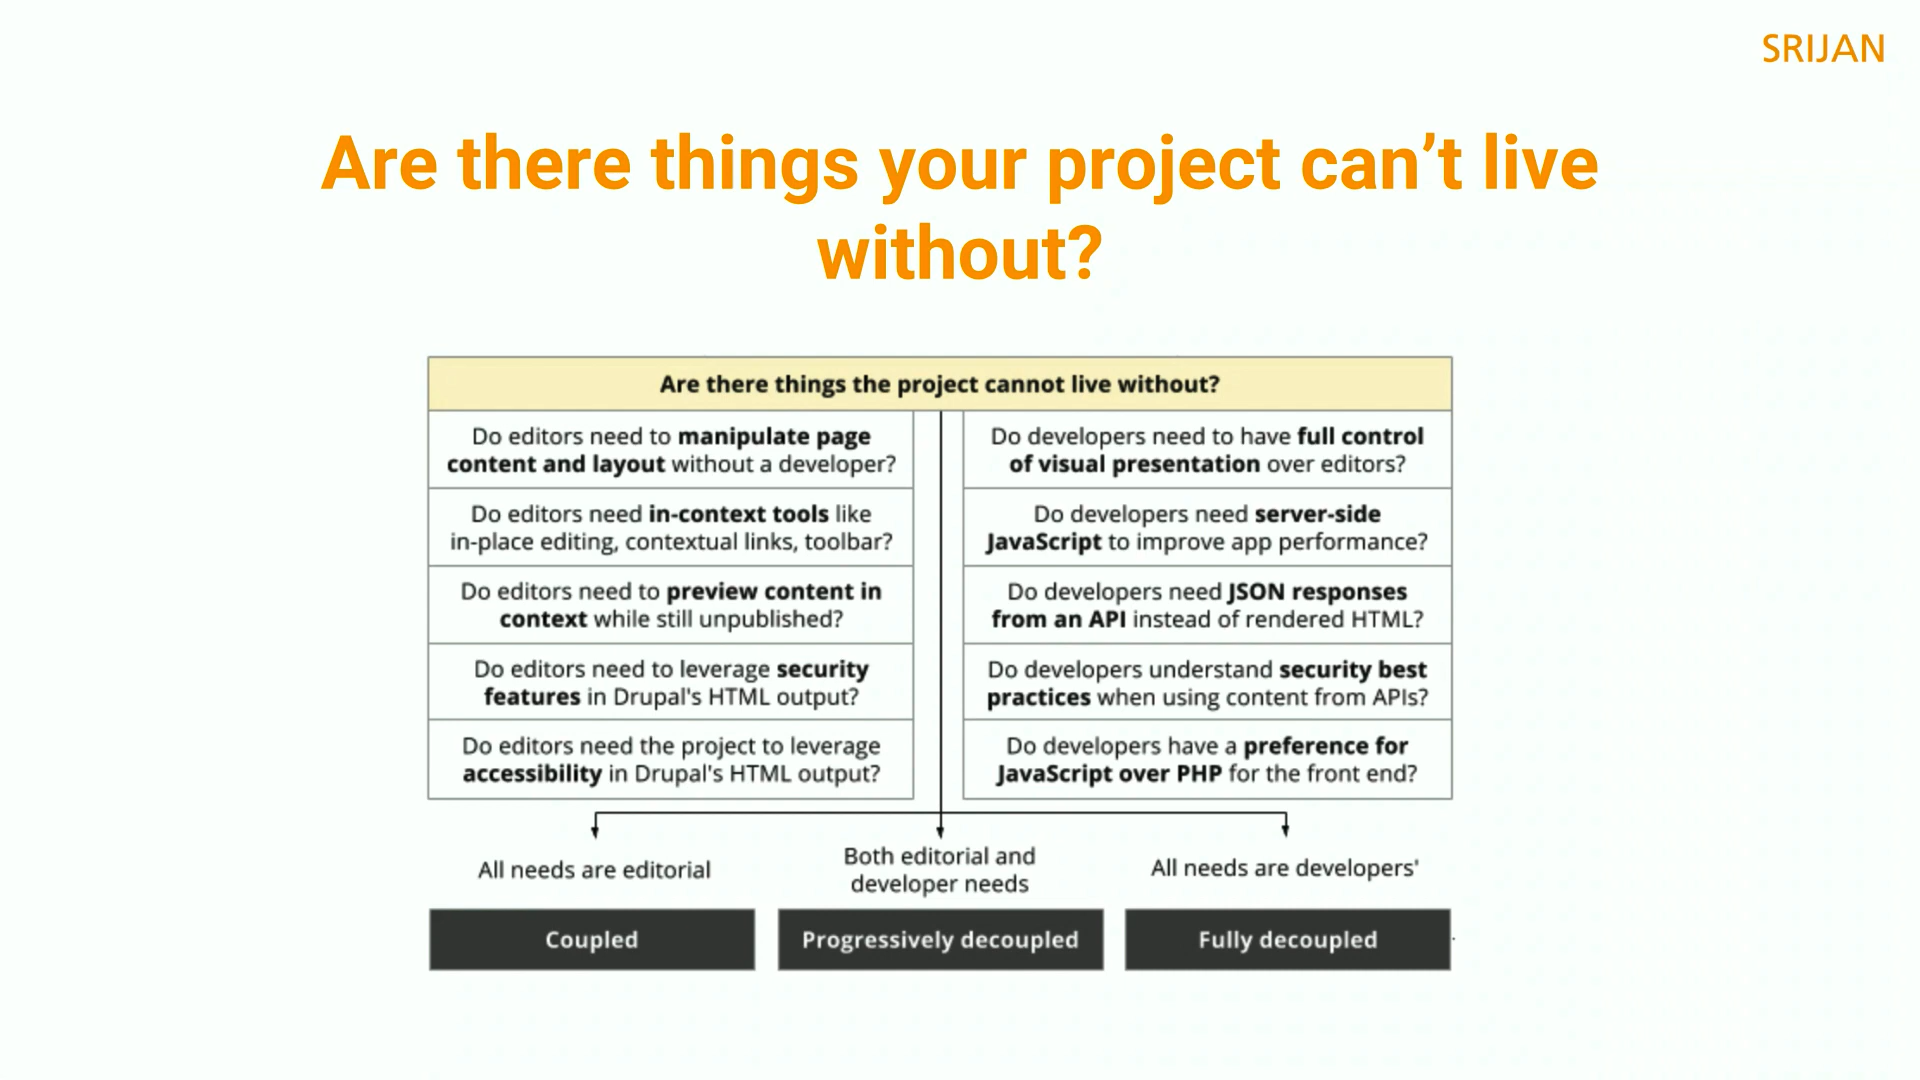 SRIJAN
Are there things your project can’t live
without?
Are there things the project cannot live without?
Do editors need to manipulate page
content and layout without a developer?
Do editors need in-context tools like
in-place editing, contextual links, toolbar?
Do editors need to preview content in
context while still unpublished?
Do editors need to leverage security
features in Drupal's HTML output?
Do editors need the project to leverage
accessibility in Drupal's HTML output?
Do developers need to have full control
of visual presentation over editors?
Do developers need server-side
JavaScript to improve app performance?
Do developers need JSON responses
from an API instead of rendered HTML?
Do developers understand security best
practices when using content from APIs?
Do developers have a preference for
JavaScript over PHP for the front end?
All needs are editorial
Both editorial and
developer needs
All needs are developers'
Coupled
Progressively decoupled
Fully decoupled